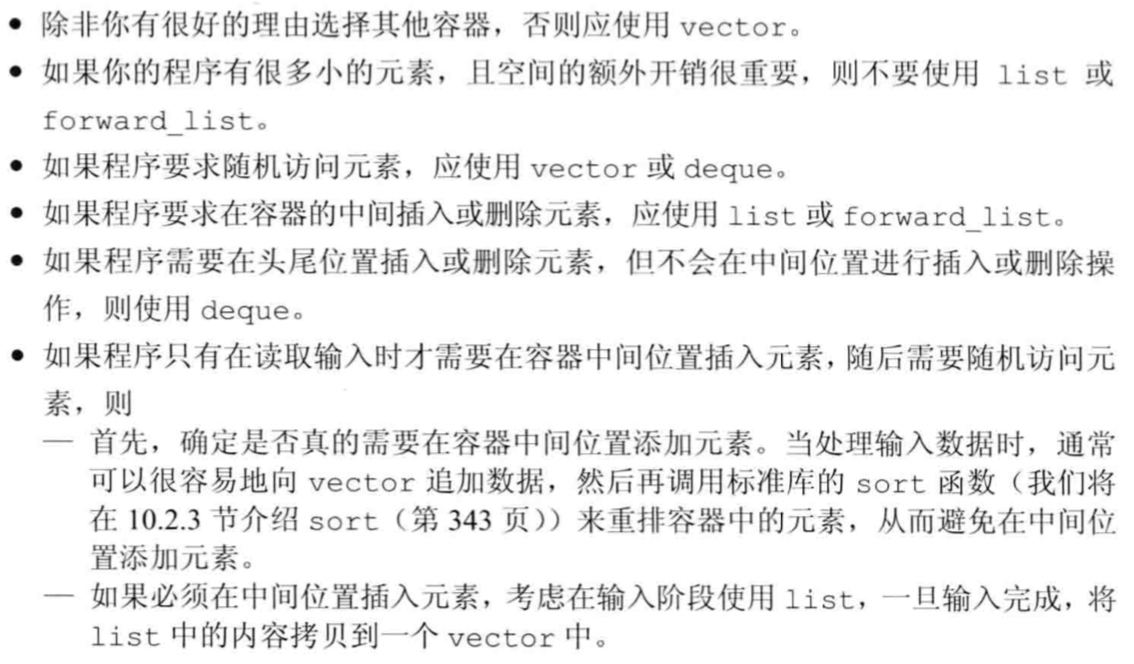 • 除非你有很好的理由选择其他容器，否则应使用 vector。
• 如果你的程序有很多小的元素，且空间的额外开销很重要，则不要使用 list 或
forward_list。
• 如果程序要求随机访问元素，应使用 vector 或 deque。
• 如果程序要求在容器的中间插入或删除元素，应使用 list 或 forward_list。
• 如果程序需要在头尾位置插入或删除元素，但不会在中间位置进行插入或删除操
作，则使用 deque。
• 如果程序只有在读取输入时才需要在容器中间位置插入元素，随后需要随机访问元
素，则
— 首先，确定是否真的需要在容器中间位置添加元素。当处理输入数据时，通常
可以很容易地向 vector 追加数据，然后再调用标准库的 sort 函数（我们将
在 10.2.3 节介绍 sort（第 343 页））来重排容器中的元素，从而避免在中间位
置添加元素。
— 如果必须在中间位置插入元素，考虑在输入阶段使用 list，一旦输入完成，将
list 中的内容拷贝到一个 vector 中。